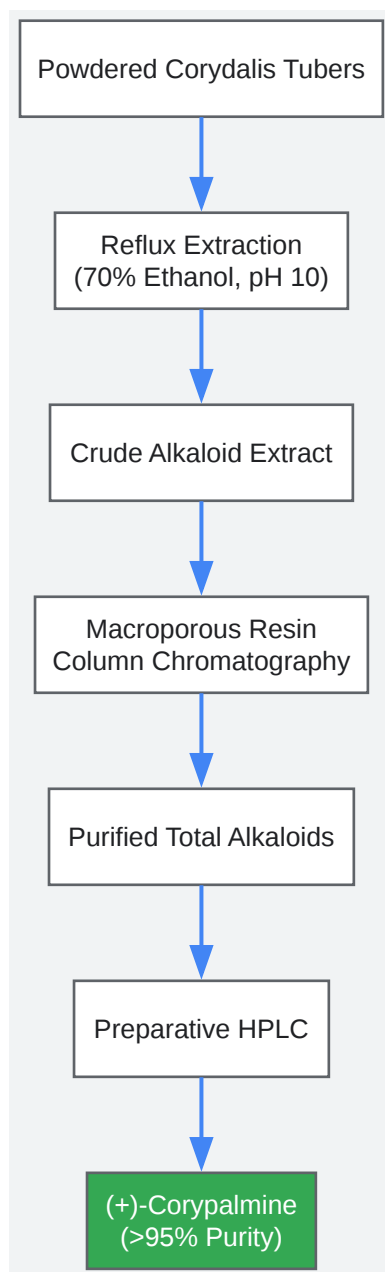 Powdered Corydalis Tubers
Reflux Extraction
(70% Ethanol, pH 10)
Crude Alkaloid Extract
Macroporous Resin
Column Chromatography
Purified Total Alkaloids
Preparative HPLC
(+)-Corypalmine
(>95% Purity)